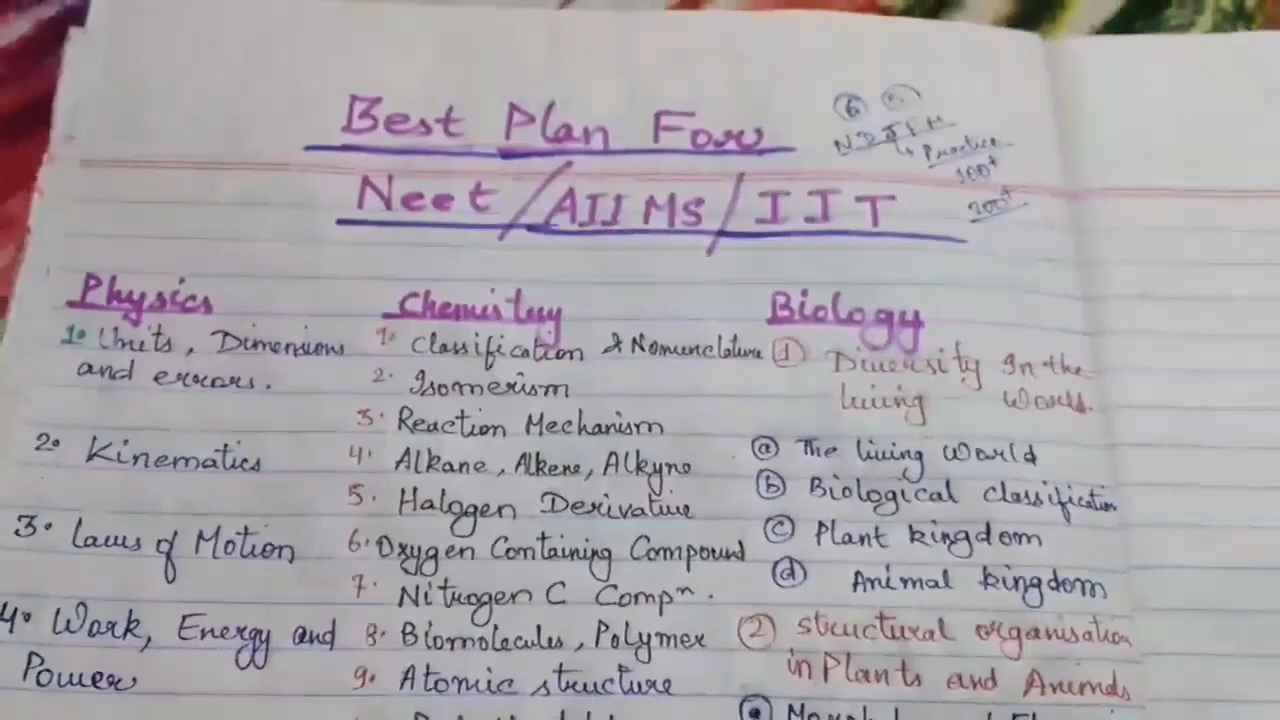 Best Plan For
Neet/AIIMS/IIT
Practice
100+
200+
Physics
1. Units, Dimensions
and errors.
2. Kinematics
3. Laws of Motion
4. Work, Energy and
Power
Chemistry
1. Classification & Nomenclature
2. Isomerism
3. Reaction Mechanism
4. Alkane, Alkene, Alkyne
5. Halogen Derivative
6. Oxygen Containing Compound
7. Nitrogen C Compn.
8. Biomolecules, Polymer
9. Atomic structure
Biology
1 Diversity In the
living World.
a The living World
b Biological classification
c Plant kingdom
d Animal kingdom
2 structural organisation
in Plants and Animals
a